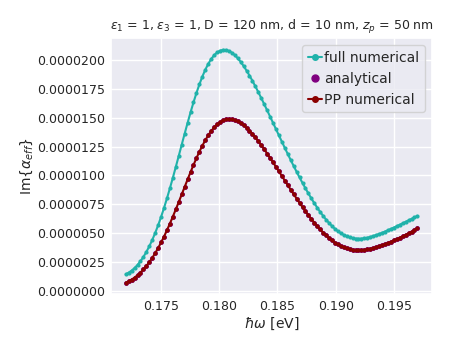 ε₁ = 1, ε₃ = 1, D = 120 nm, d = 10 nm, zₚ = 50 nm
full numerical
analytical
PP numerical
Im{α_eff}
0.0000200
0.0000175
0.0000150
0.0000125
0.0000100
0.0000075
0.0000050
0.0000025
0.0000000
0.175 0.180 0.185 0.190 0.195
ℏω [eV]